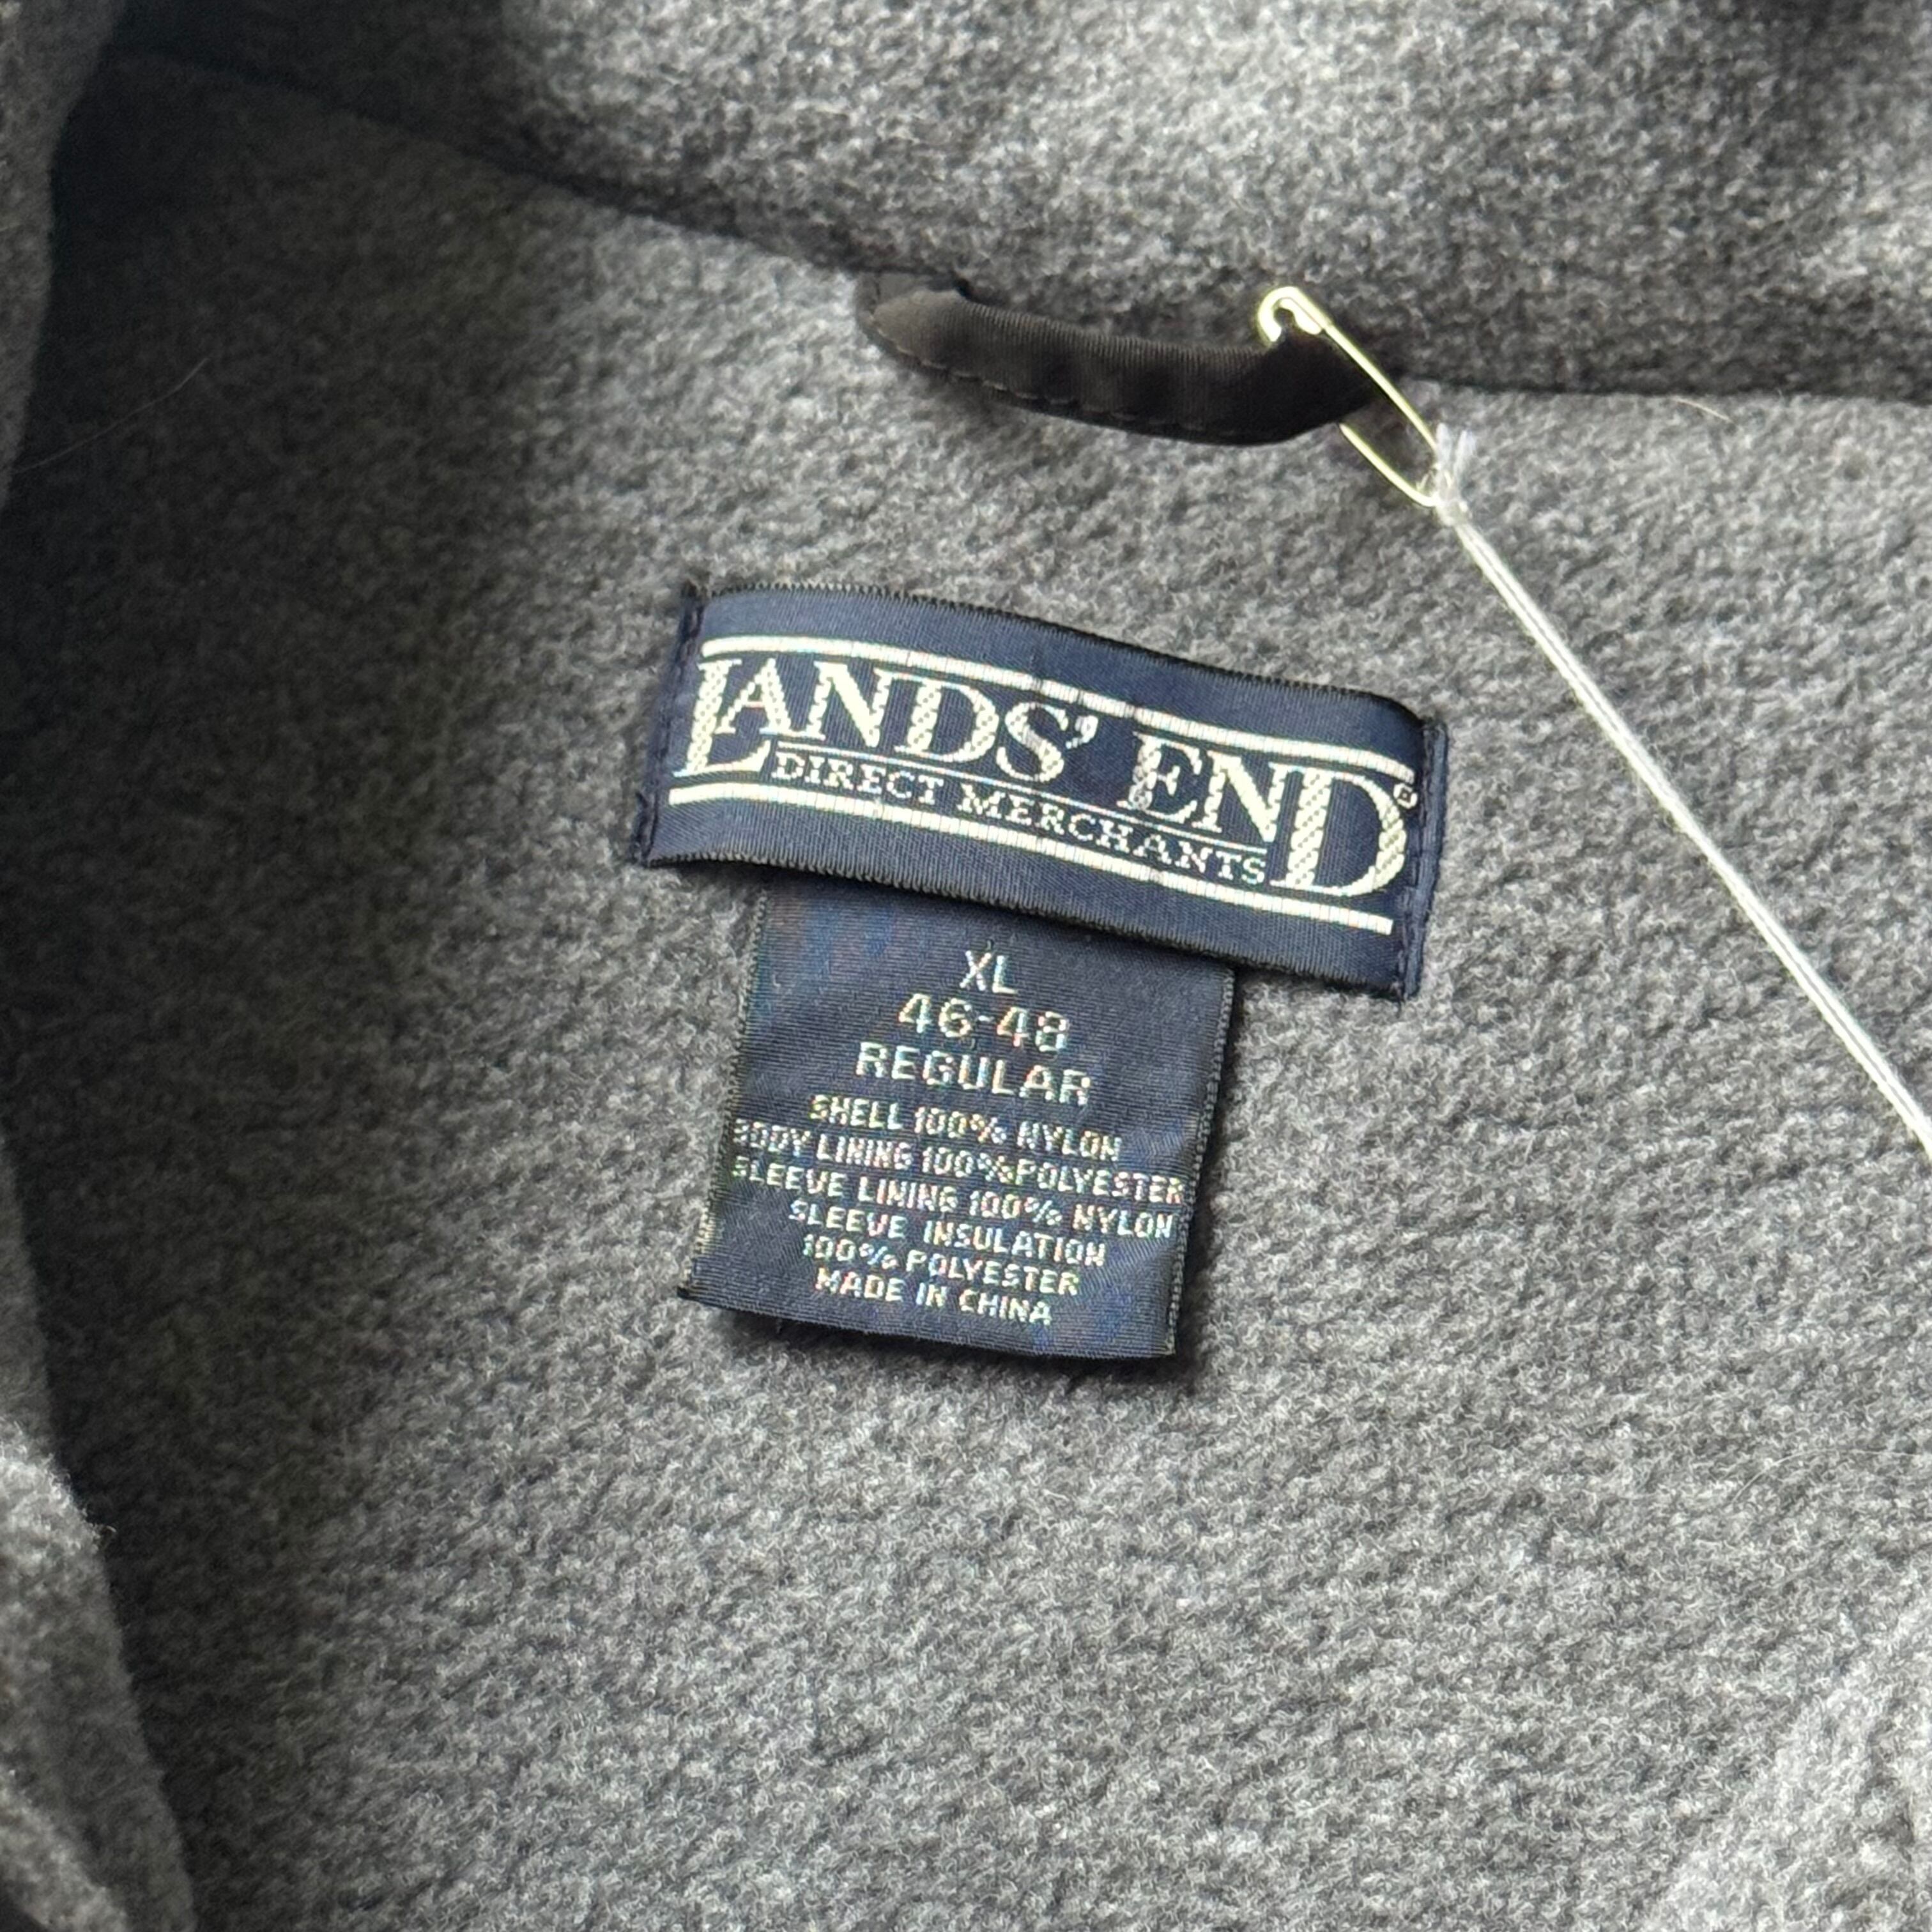 LANDS' END®
DIRECT MERCHANTS
XL
46-48
REGULAR
SHELL 100% NYLON
BODY LINING 100% POLYESTER
SLEEVE LINING 100% NYLON
SLEEVE INSULATION
100% POLYESTER
MADE IN CHINA